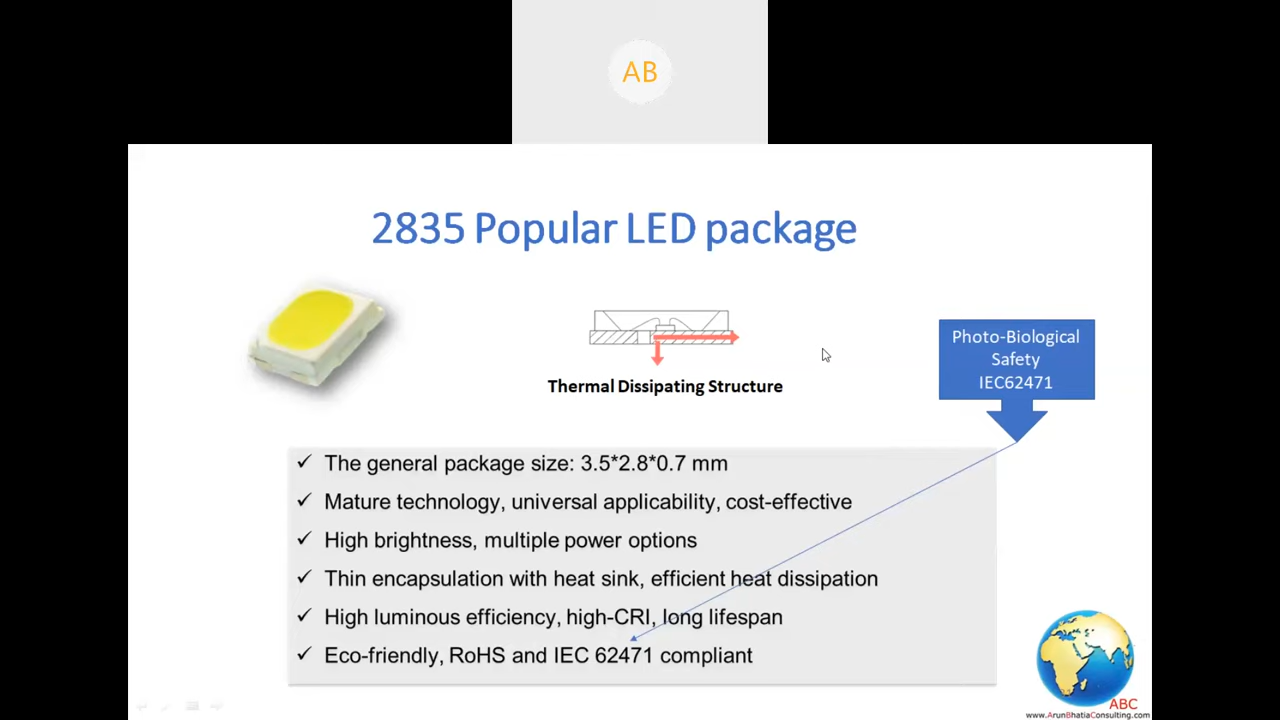 AB
2835 Popular LED package
Photo-Biological
Safety
IEC62471
Thermal Dissipating Structure
✓ The general package size: 3.5*2.8*0.7 mm
✓ Mature technology, universal applicability, cost-effective
✓ High brightness, multiple power options
✓ Thin encapsulation with heat sink, efficient heat dissipation
✓ High luminous efficiency, high-CRI, long lifespan
✓ Eco-friendly, RoHS and IEC 62471 compliant
ABC
www.ArunBhatiaConsulting.com